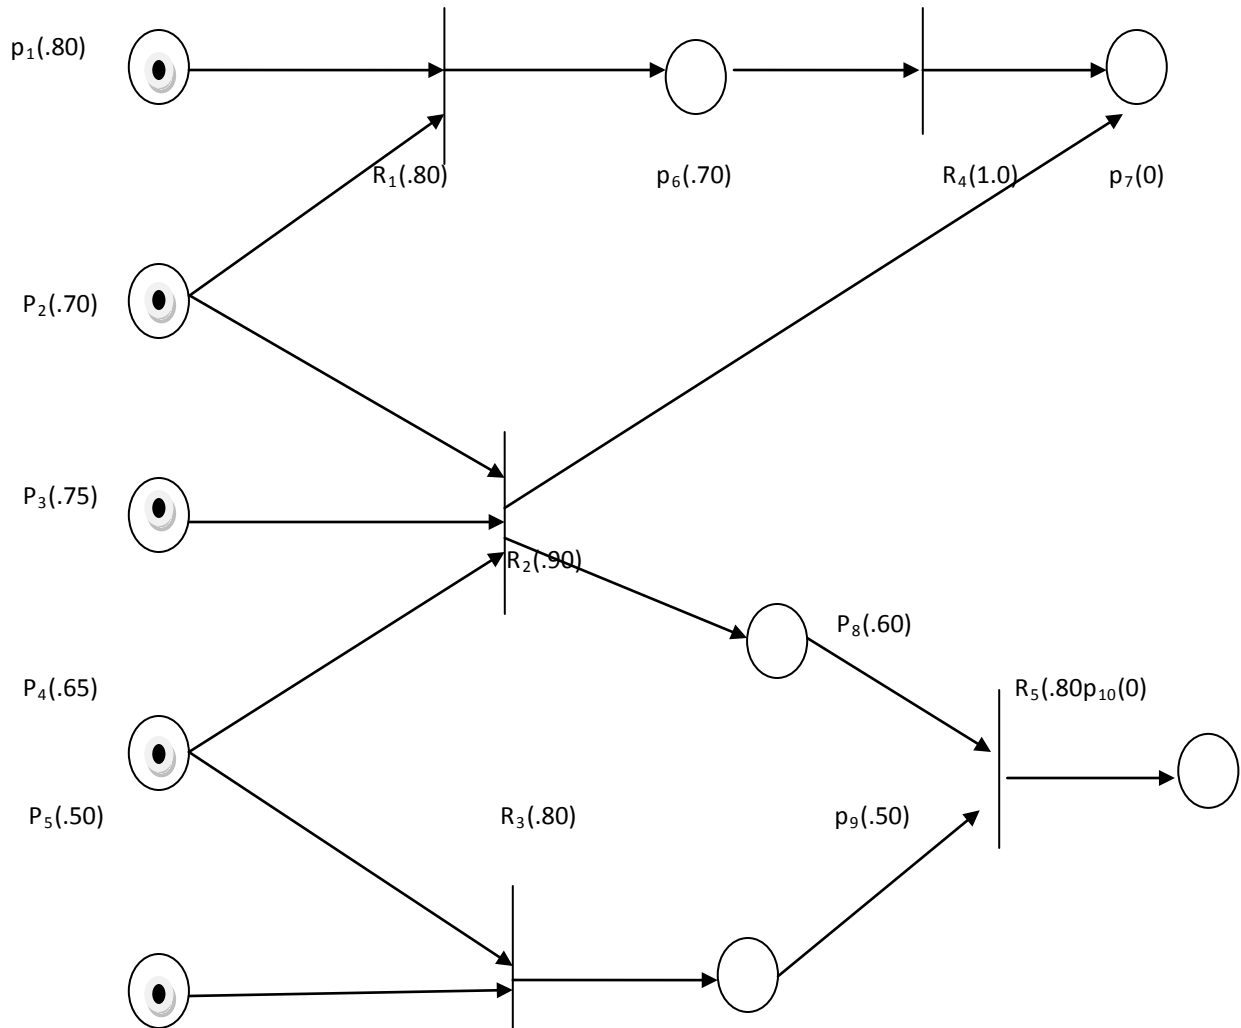 p₁(.80)
R₁(.80) p₆(.70) R₄(1.0) p₇(0)
P₂(.70)
P₃(.75)
R₂(.90)
P₈(.60)
P₄(.65) R₅(.80p₁₀(0)
P₅(.50) R₃(.80) p₉(.50)